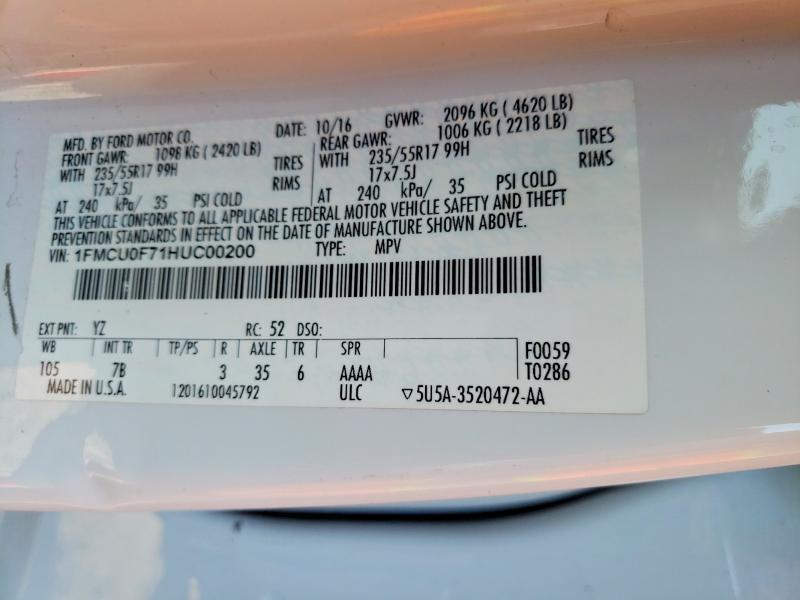 MFD. BY FORD MOTOR CO.
DATE: 10/16 GVWR: 2096 KG ( 4620 LB)
FRONT GAWR: 1098 KG ( 2420 LB) REAR GAWR: 1006 KG ( 2218 LB)
WITH 235/55R17 99H TIRES WITH 235/55R17 99H TIRES
17x7.5J RIMS 17x7.5J RIMS
AT 240 kPa/ 35 PSI COLD AT 240 kPa/ 35 PSI COLD
THIS VEHICLE CONFORMS TO ALL APPLICABLE FEDERAL MOTOR VEHICLE SAFETY AND THEFT
PREVENTION STANDARDS IN EFFECT ON THE DATE OF MANUFACTURE SHOWN ABOVE.
VIN: 1FMCU0F71HUC00200 TYPE: MPV
EXT PNT: YZ RC: 52 DSO:
WB INT TR TP/PS R AXLE TR SPR F0059
105 7B 3 35 6 AAAA T0286
MADE IN U.S.A. 1201610045792 ULC ▽5U5A-3520472-AA